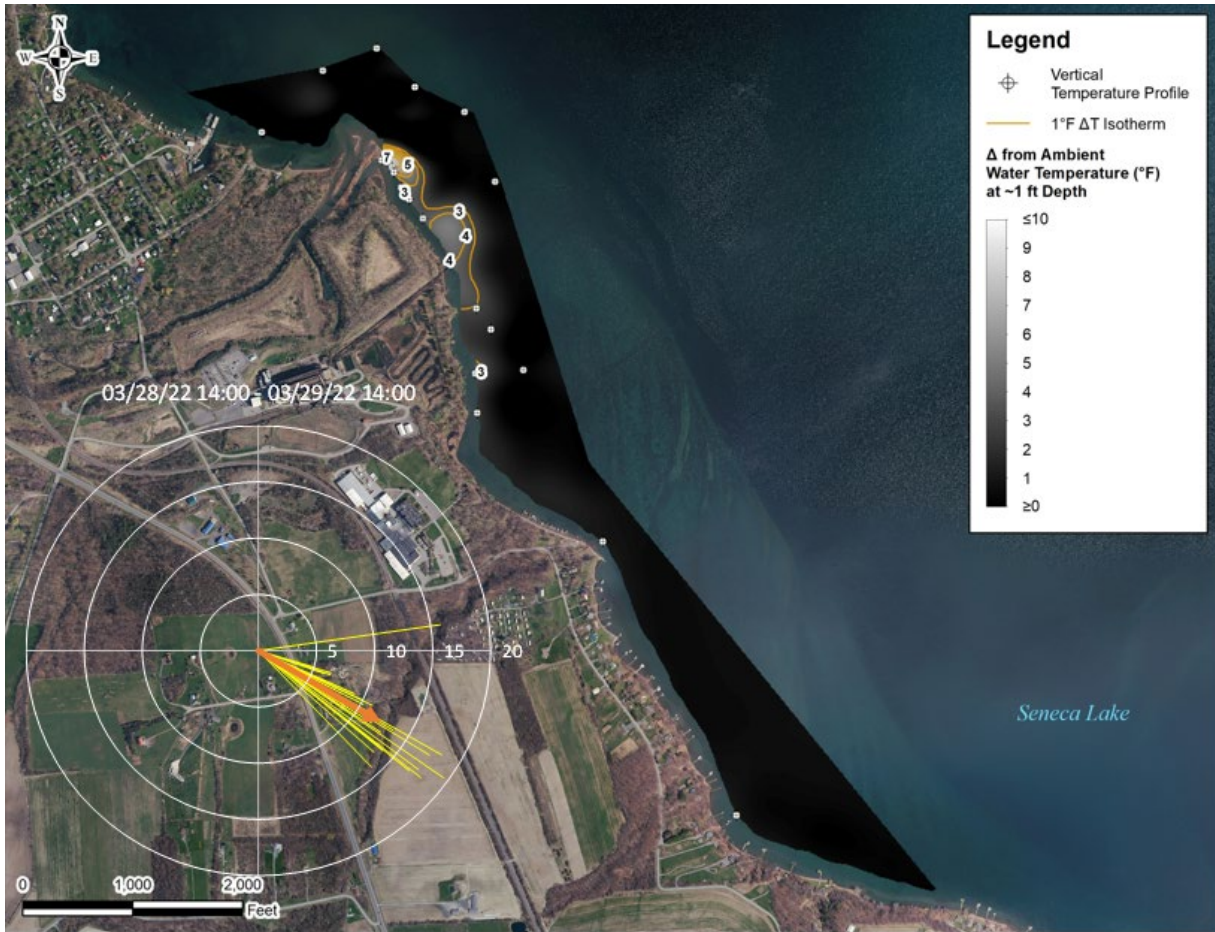 N
W E
S
Legend
Vertical
Temperature Profile
1°F ΔT Isotherm
Δ from Ambient
Water Temperature (°F)
at ~1 ft Depth
≤10
9
8
7
6
5
4
3
2
1
≥0
7
5
3
3
4
4
3
03/28/22 14:00 - 03/29/22 14:00
5 10 15 20
Seneca Lake
0 1,000 2,000
Feet